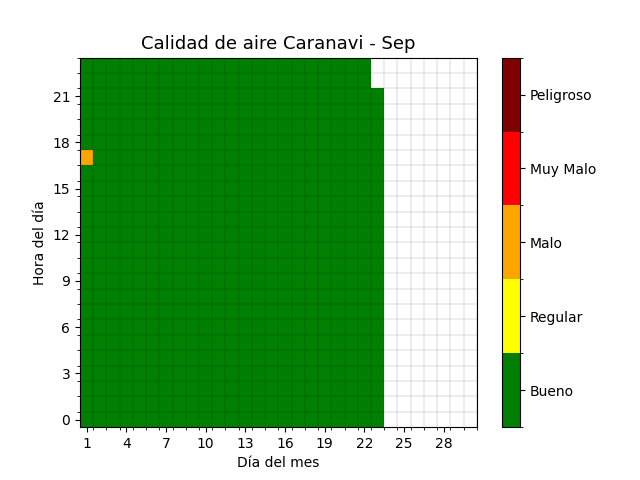 Calidad de aire Caranavi - Sep
Hora del día
21
18
15
12
9
6
3
0
1 4 7 10 13 16 19 22 25 28
Día del mes
Peligroso
Muy Malo
Malo
Regular
Bueno